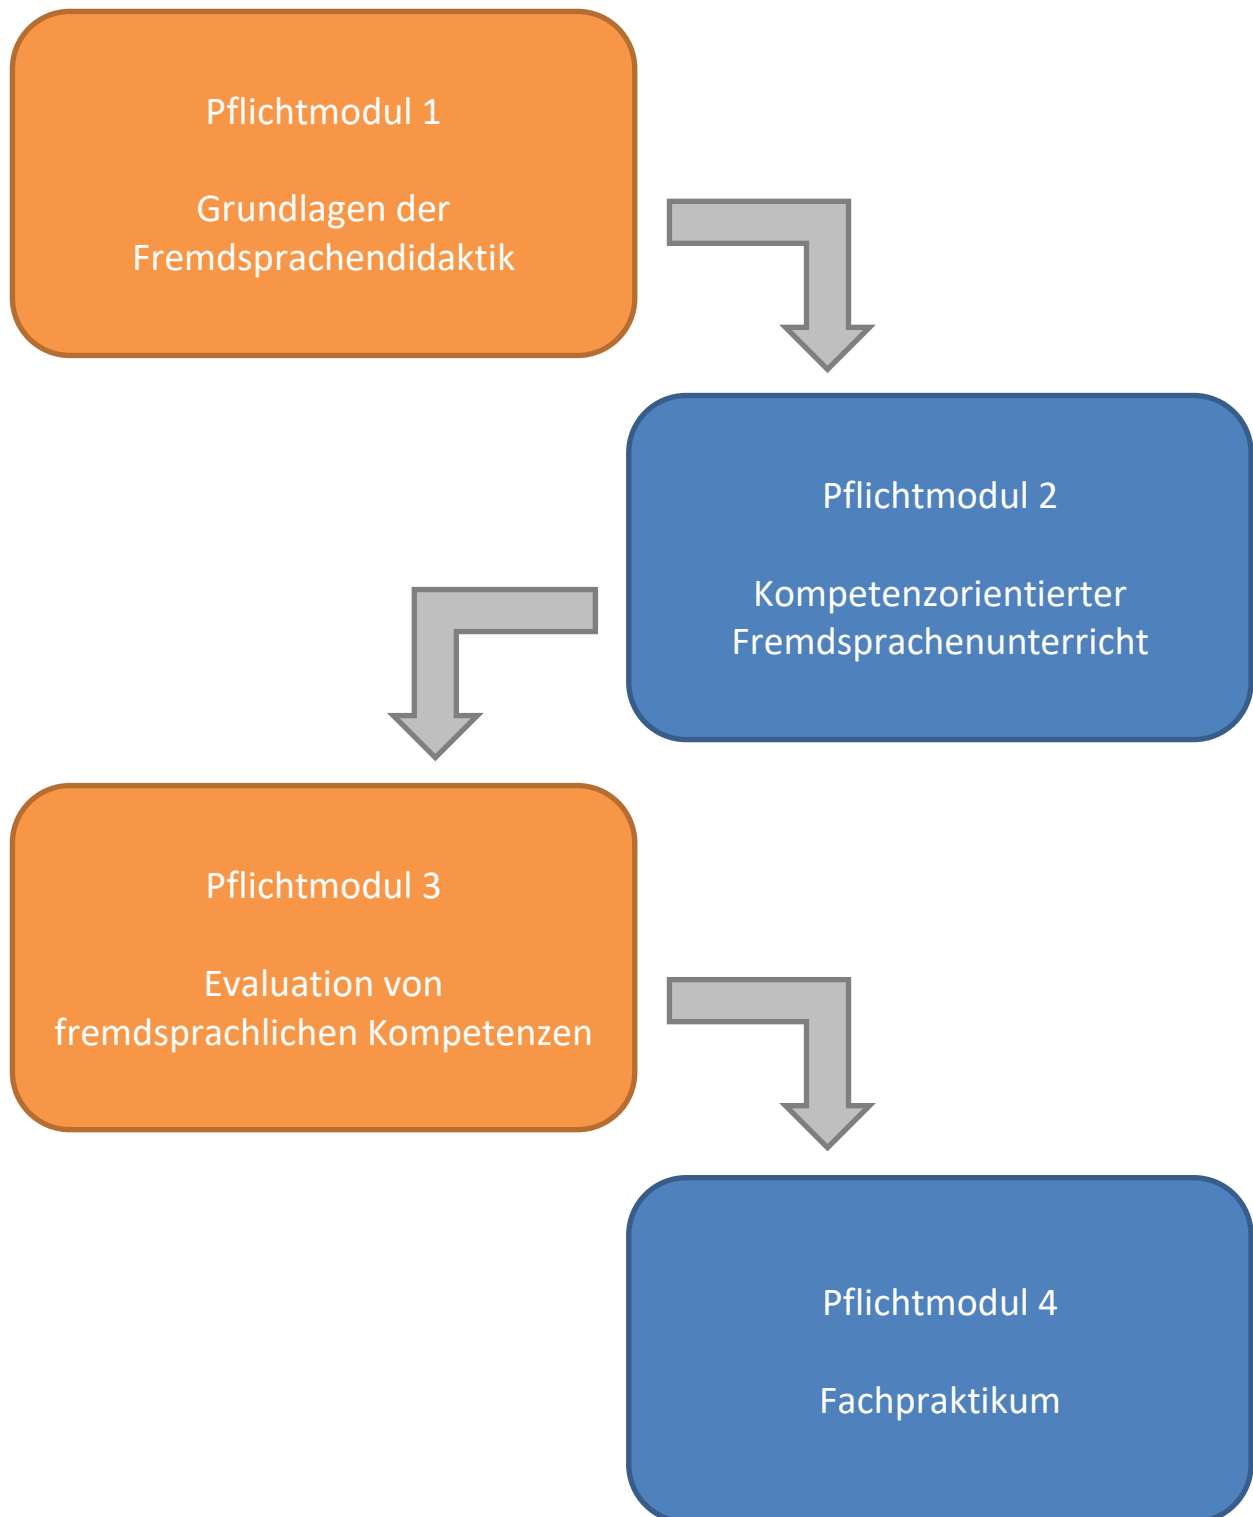 Pflichtmodul 1
Grundlagen der
Fremdsprachendidaktik
Pflichtmodul 2
Kompetenzorientierter
Fremdsprachenunterricht
Pflichtmodul 3
Evaluation von
fremdsprachlichen Kompetenzen
Pflichtmodul 4
Fachpraktikum